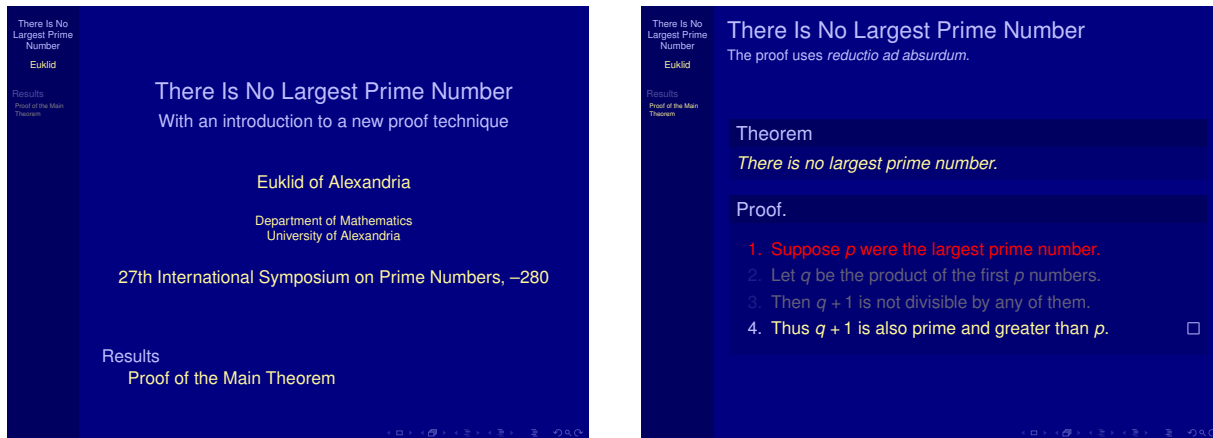 There Is No
Largest Prime
Number
Euklid
Results
Proof of the Main
Theorem
There Is No Largest Prime Number
With an introduction to a new proof technique
Euklid of Alexandria
Department of Mathematics
University of Alexandria
27th International Symposium on Prime Numbers, –280
Results
Proof of the Main Theorem
There Is No
Largest Prime
Number
Euklid
Results
Proof of the Main
Theorem
There Is No Largest Prime Number
The proof uses reductio ad absurdum.
Theorem
There is no largest prime number.
Proof.
1. Suppose p were the largest prime number.
2. Let q be the product of the first p numbers.
3. Then q + 1 is not divisible by any of them.
4. Thus q + 1 is also prime and greater than p. □